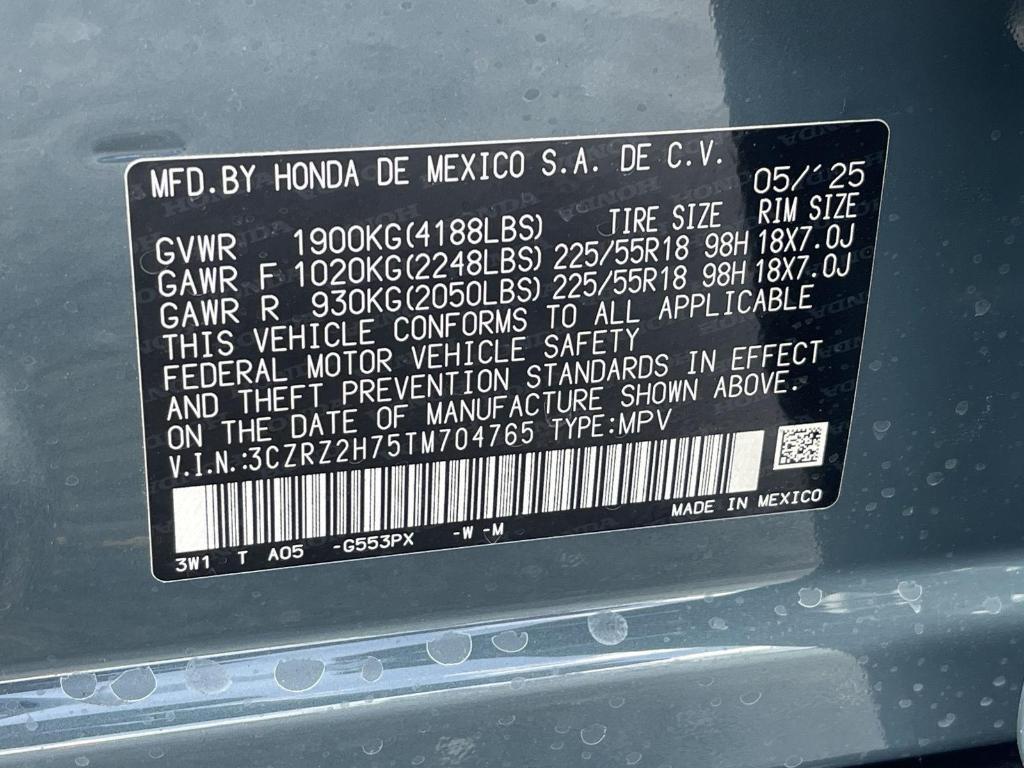 MFD.BY HONDA DE MEXICO S.A. DE C.V.
05/'25
TIRE SIZE RIM SIZE
GVWR 1900KG(4188LBS)
GAWR F 1020KG(2248LBS) 225/55R18 98H 18X7.0J
GAWR R 930KG(2050LBS) 225/55R18 98H 18X7.0J
THIS VEHICLE CONFORMS TO ALL APPLICABLE
FEDERAL MOTOR VEHICLE SAFETY
AND THEFT PREVENTION STANDARDS IN EFFECT
ON THE DATE OF MANUFACTURE SHOWN ABOVE.
V.I.N.:3CZRZ2H75TM704765 TYPE:MPV
MADE IN MEXICO
3W1 T A05 -G553PX -W -M